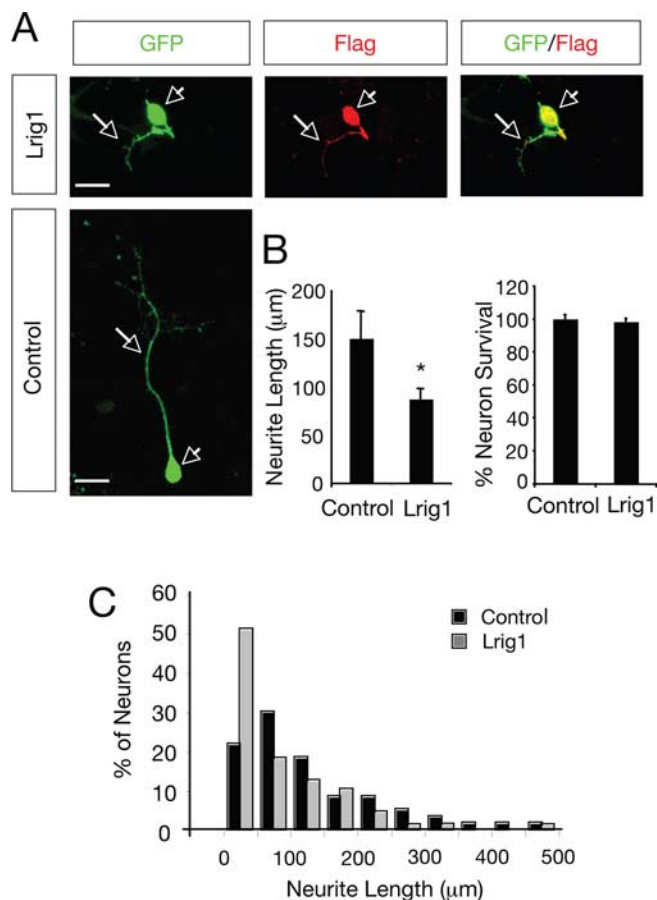 A
GFP
Flag
GFP/Flag
Lrig1
Control
B
Neurite Length (μm)
200
150
100
50
0
*
Control Lrig1
% Neuron Survival
120
100
80
60
40
20
0
Control Lrig1
C
% of Neurons
60
50
40
30
20
10
0
Control
Lrig1
0 100 200 300 400 500
Neurite Length (μm)